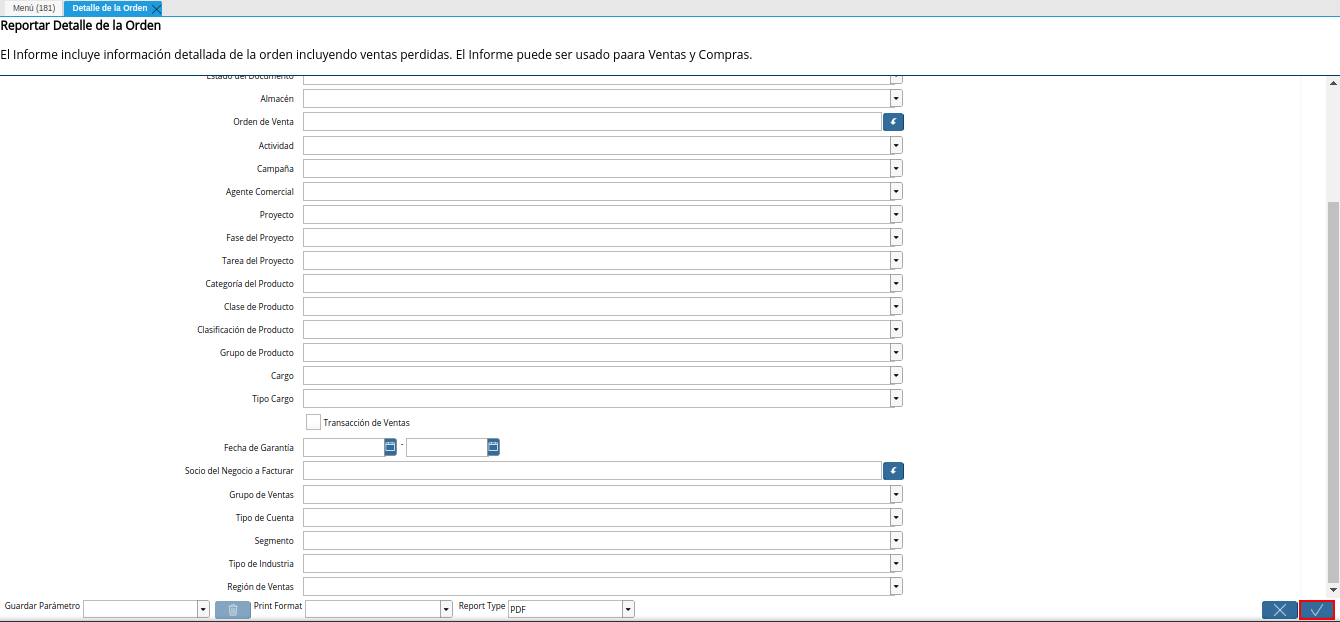 Menú (181) Detalle de la Orden
Reportar Detalle de la Orden
El Informe incluye información detallada de la orden incluyendo ventas perdidas. El Informe puede ser usado paara Ventas y Compras.
Estado del Documento
Almacén
Orden de Venta
Actividad
Campaña
Agente Comercial
Proyecto
Fase del Proyecto
Tarea del Proyecto
Categoría del Producto
Clase de Producto
Clasificación de Producto
Grupo de Producto
Cargo
Tipo Cargo
Transacción de Ventas
Fecha de Garantía -
Socio del Negocio a Facturar
Grupo de Ventas
Tipo de Cuenta
Segmento
Tipo de Industria
Región de Ventas
Guardar Parámetro Print Format Report Type PDF